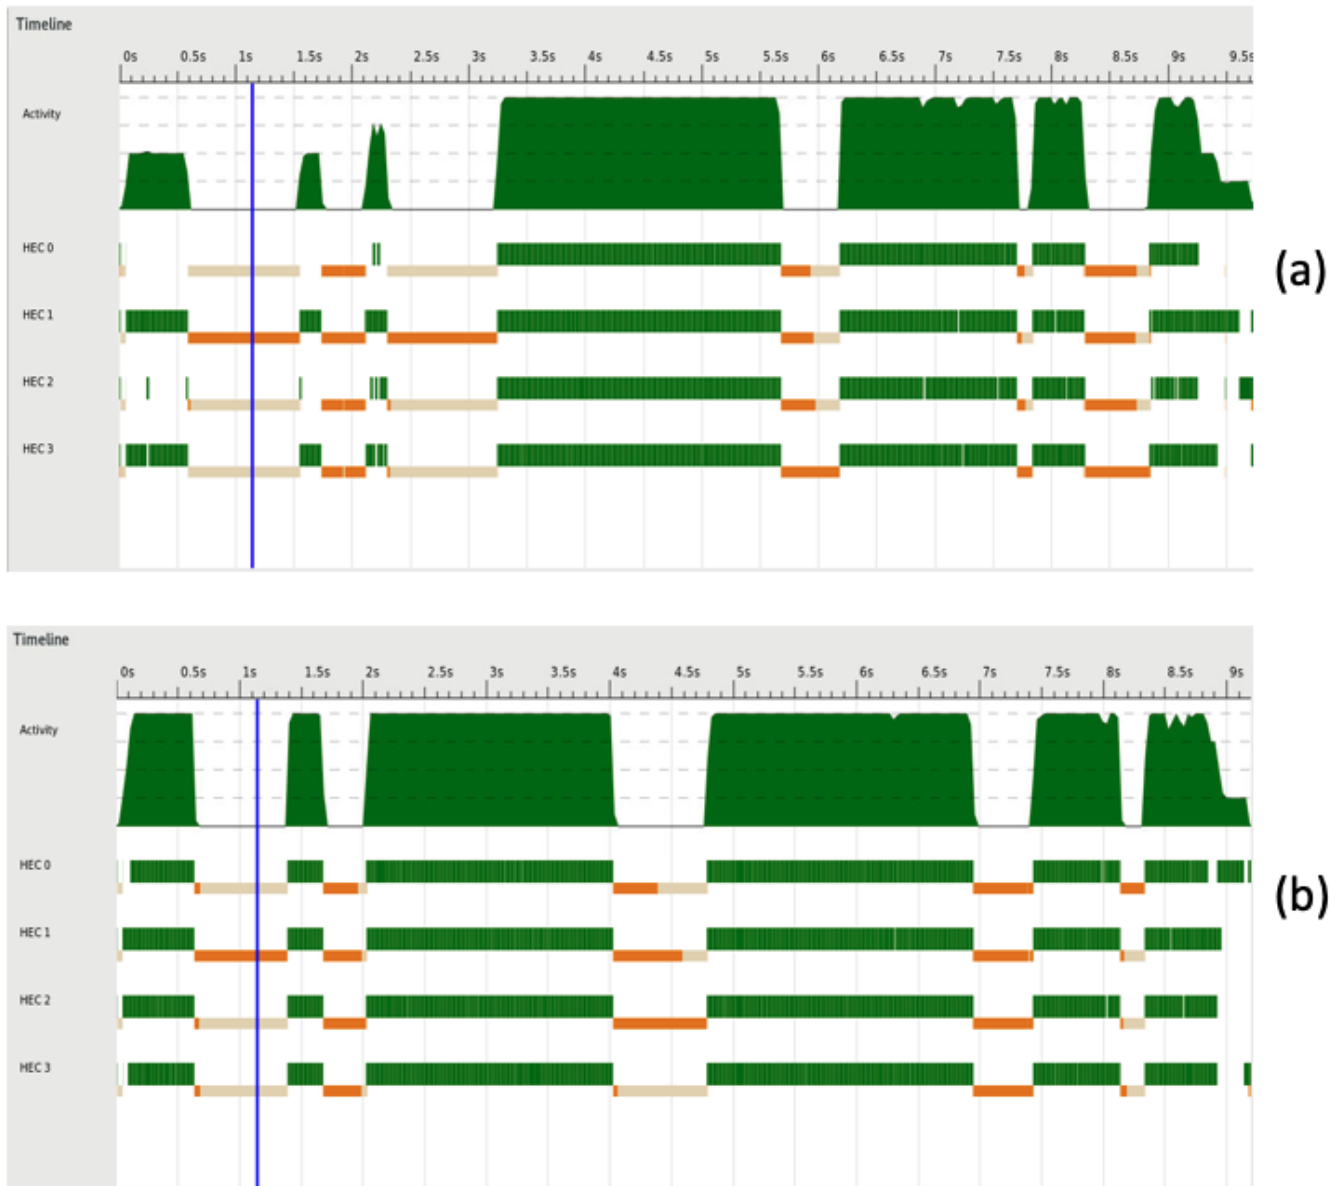 Timeline
0s 0.5s 1s 1.5s 2s 2.5s 3s 3.5s 4s 4.5s 5s 5.5s 6s 6.5s 7s 7.5s 8s 8.5s 9s 9.5s
Activity
HEC 0
(a)
HEC 1
HEC 2
HEC 3
Timeline
0s 0.5s 1s 1.5s 2s 2.5s 3s 3.5s 4s 4.5s 5s 5.5s 6s 6.5s 7s 7.5s 8s 8.5s 9s
Activity
HEC 0
(b)
HEC 1
HEC 2
HEC 3